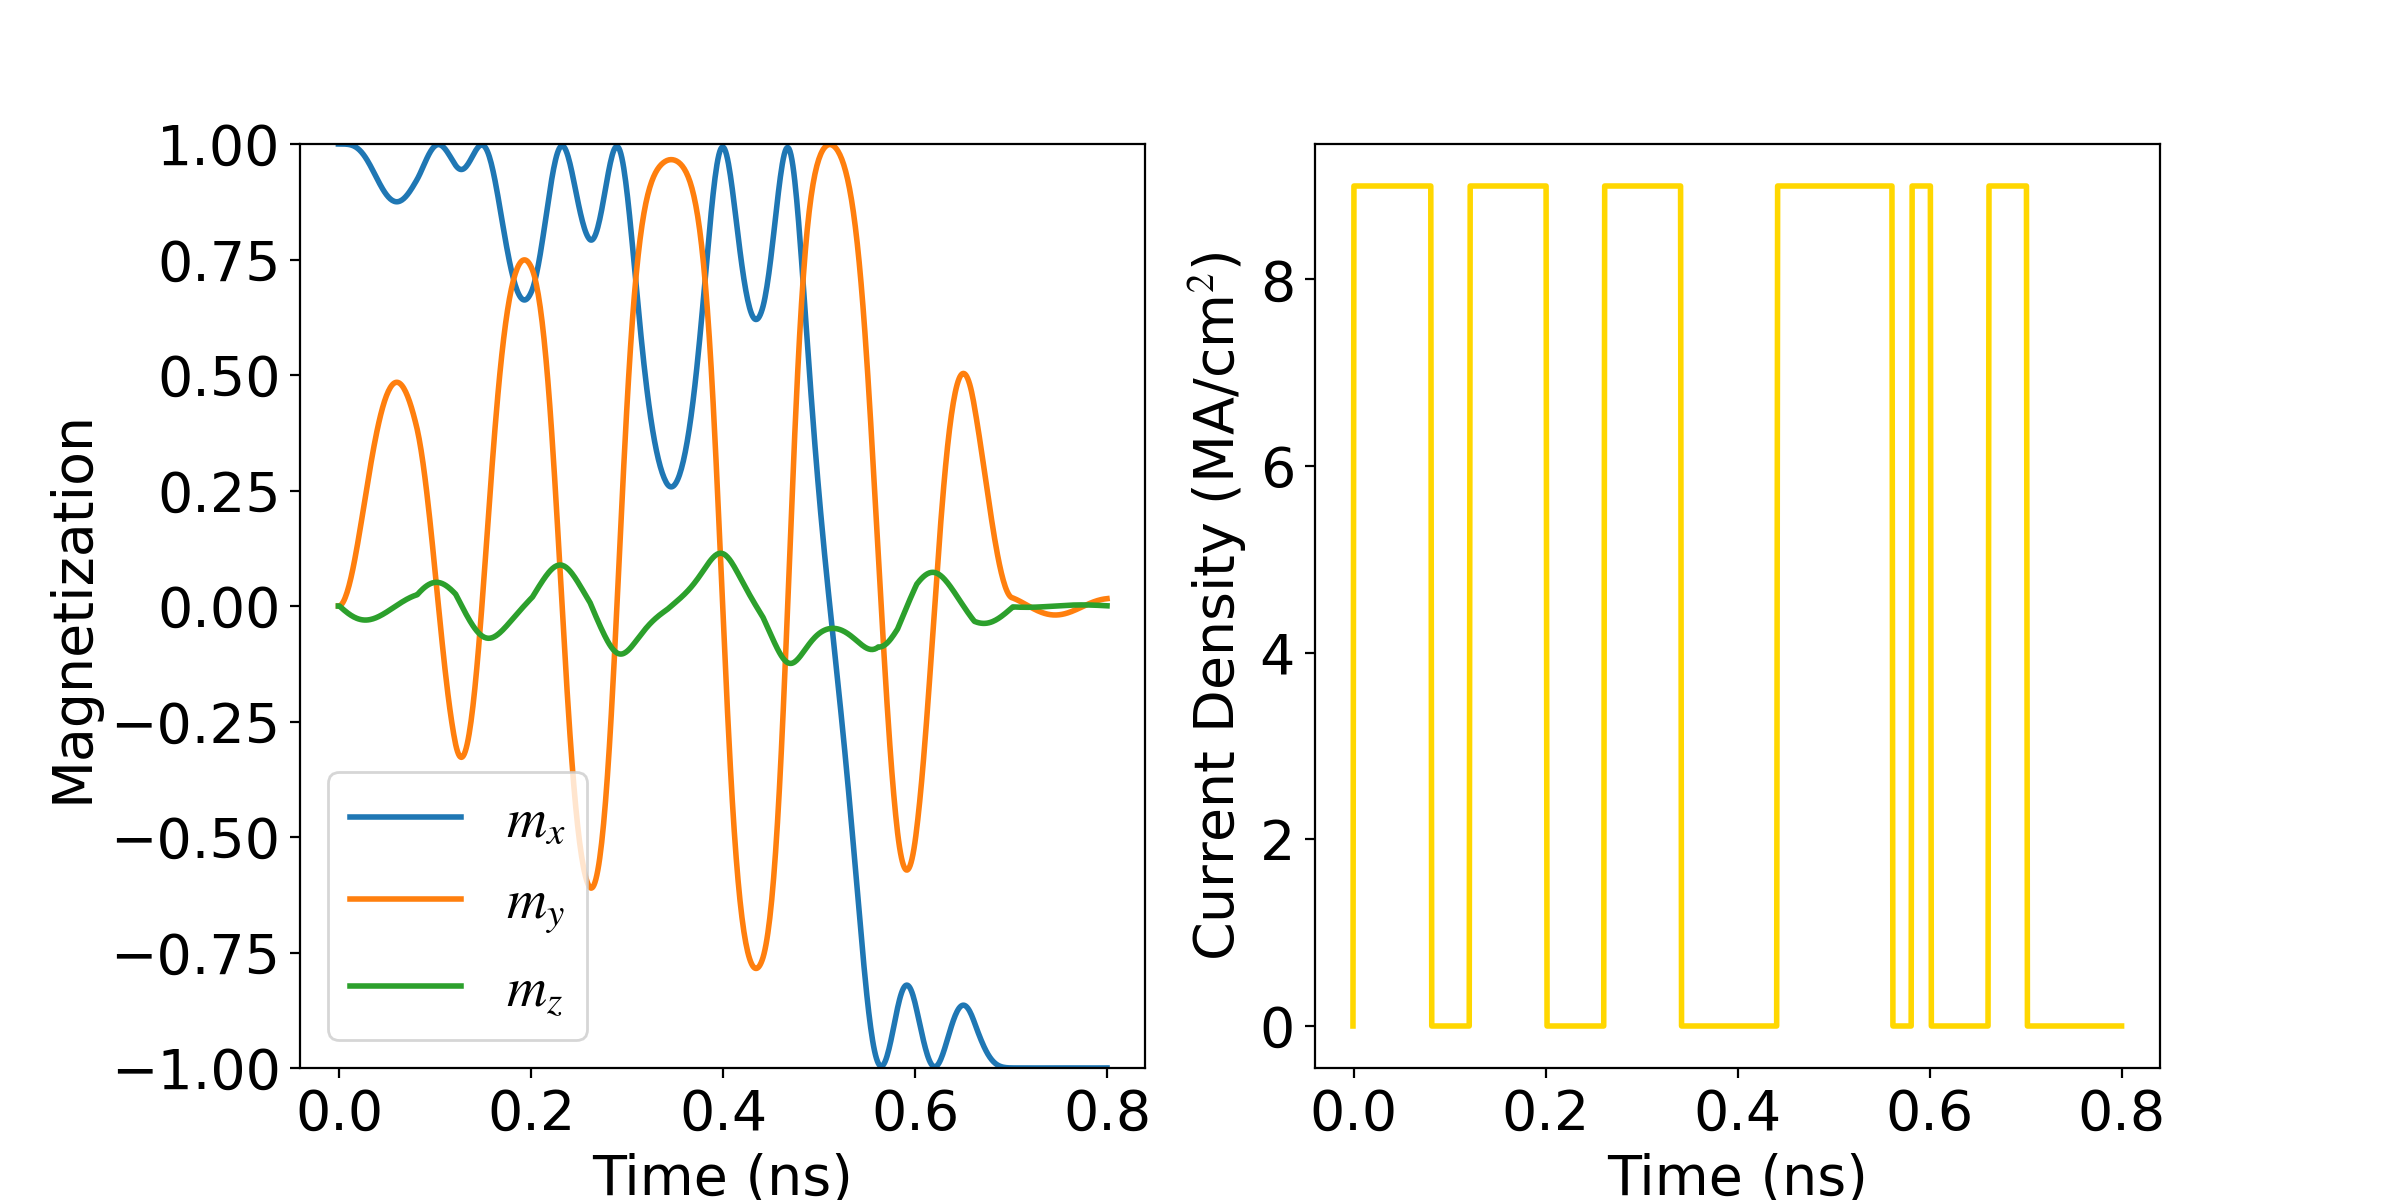 1.00
0.75
0.50
0.25
0.00
−0.25
−0.50
−0.75
−1.00
Magnetization
m_x
m_y
m_z
0.0 0.2 0.4 0.6 0.8
Time (ns)
8
6
4
2
0
Current Density (MA/cm²)
0.0 0.2 0.4 0.6 0.8
Time (ns)